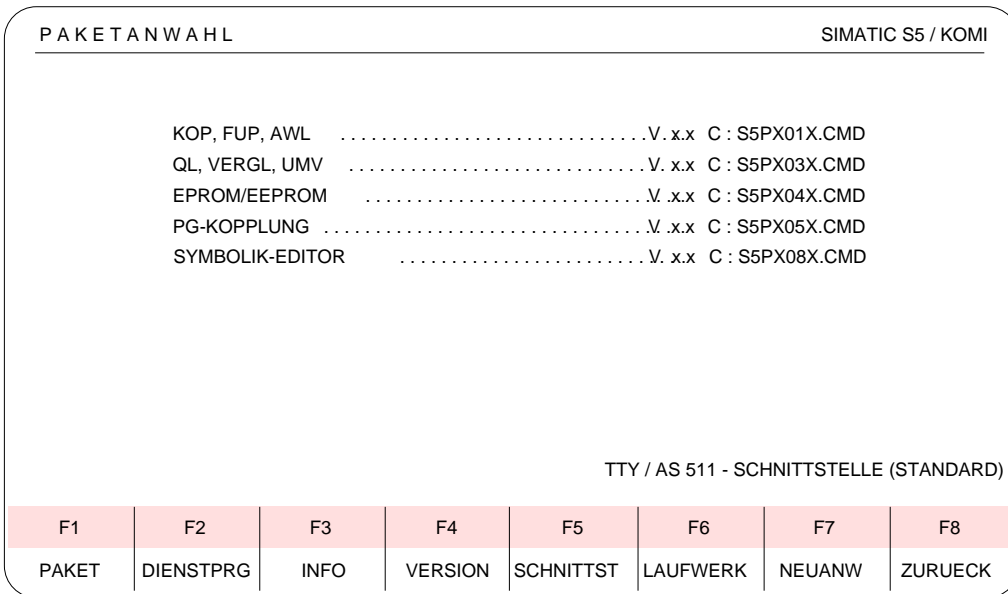 P A K E T A N W A H L SIMATIC S5 / KOMI
KOP, FUP, AWL . . . . . . . . . . . . . . . . . . . . . . . . . . . . . . V. x.x C : S5PX01X.CMD
QL, VERGL, UMV . . . . . . . . . . . . . . . . . . . . . . . . . . . . . V. x.x C : S5PX03X.CMD
EPROM/EEPROM . . . . . . . . . . . . . . . . . . . . . . . . . . . . V. x.x C : S5PX04X.CMD
PG-KOPPLUNG . . . . . . . . . . . . . . . . . . . . . . . . . . . . . . . . V. x.x C : S5PX05X.CMD
SYMBOLIK-EDITOR . . . . . . . . . . . . . . . . . . . . . . . . V. x.x C : S5PX08X.CMD
TTY / AS 511 - SCHNITTSTELLE (STANDARD)
F1 F2 F3 F4 F5 F6 F7 F8
PAKET DIENSTPRG INFO VERSION SCHNITTST LAUFWERK NEUANW ZURUECK